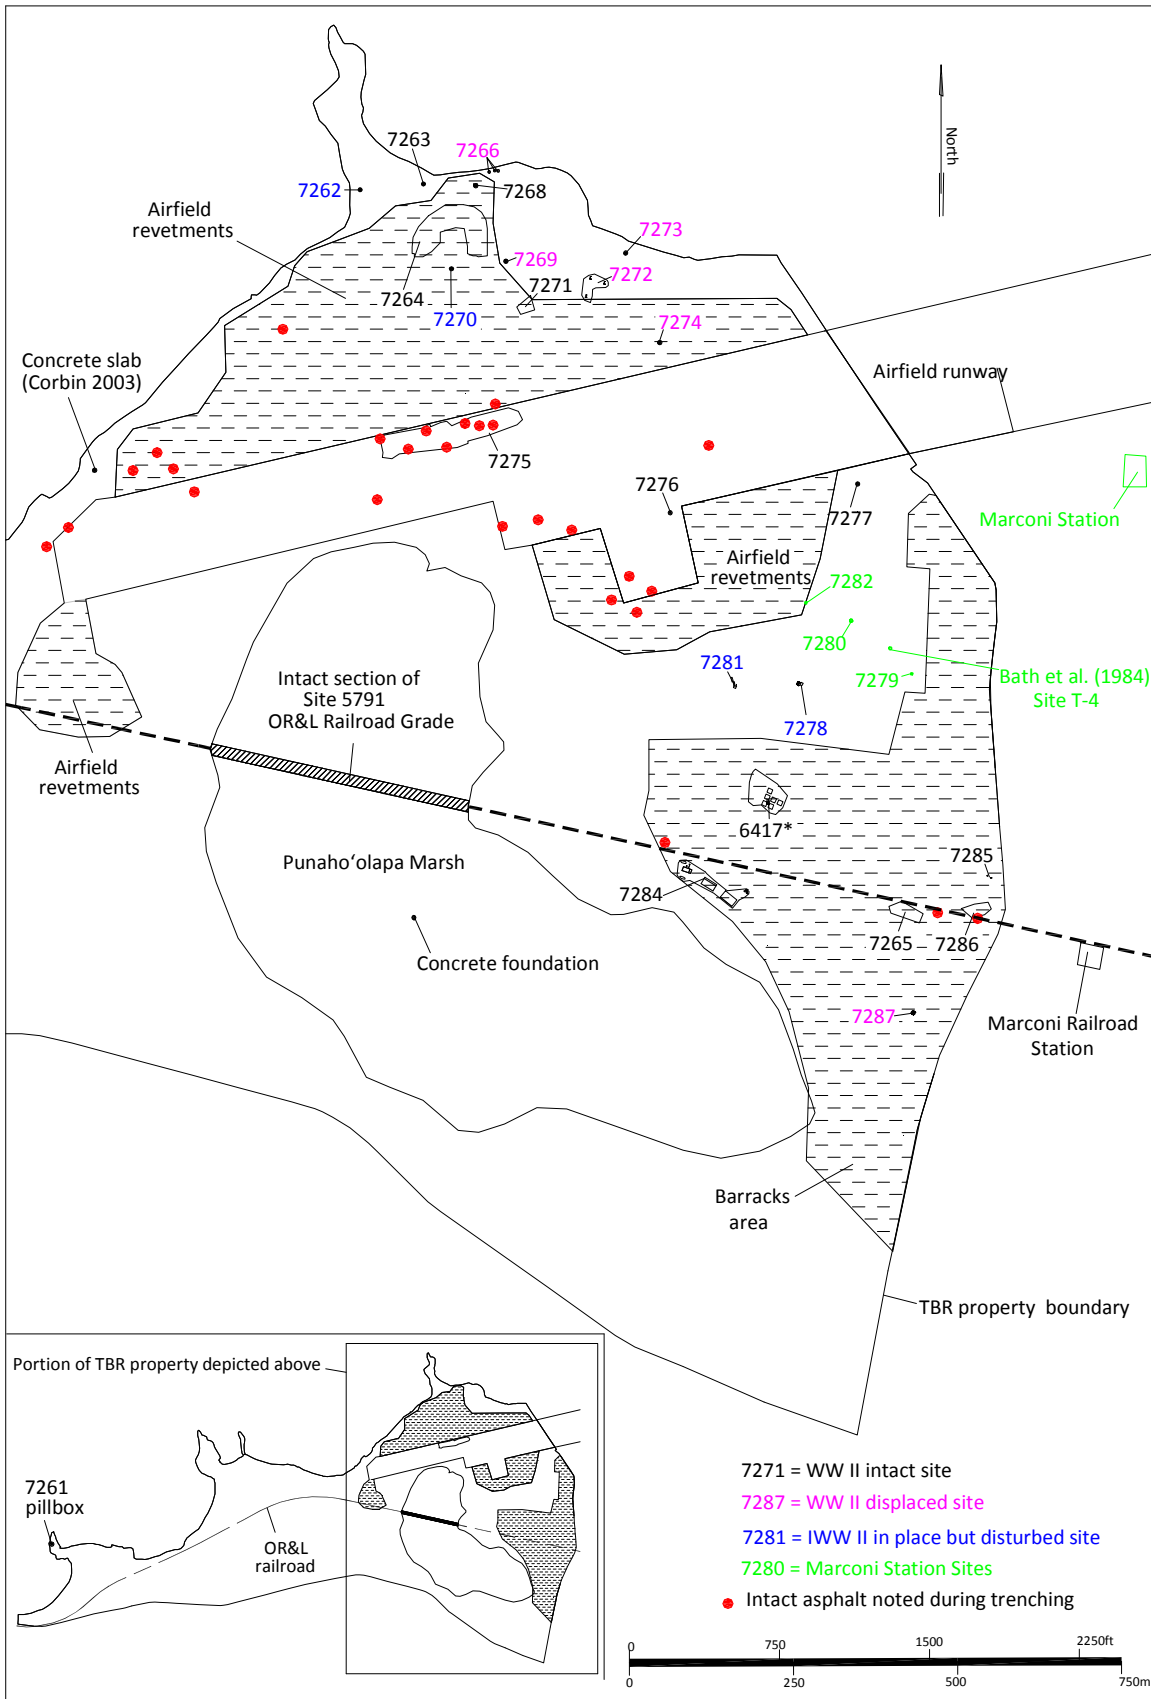 7263
7266
7262
7268
North
Airfield
revetments
7273
7269
7272
7271
7264
7270
7274
Concrete slab
(Corbin 2003)
Airfield runway
7275
7276
7277
Marconi Station
Airfield
revetments
7282
7280
7281
Intact section of
Site 5791
OR&L Railroad Grade
7279
Bath et al. (1984)
Site T-4
7278
Airfield
revetments
6417*
Punaho‘olapa Marsh
7285
7284
7265
7286
Concrete foundation
7287
Marconi Railroad
Station
Barracks
area
TBR property boundary
Portion of TBR property depicted above
7261
pillbox
OR&L
railroad
7271 = WW II intact site
7287 = WW II displaced site
7281 = IWW II in place but disturbed site
7280 = Marconi Station Sites
Intact asphalt noted during trenching
0 750 1500 2250ft
0 250 500 750m